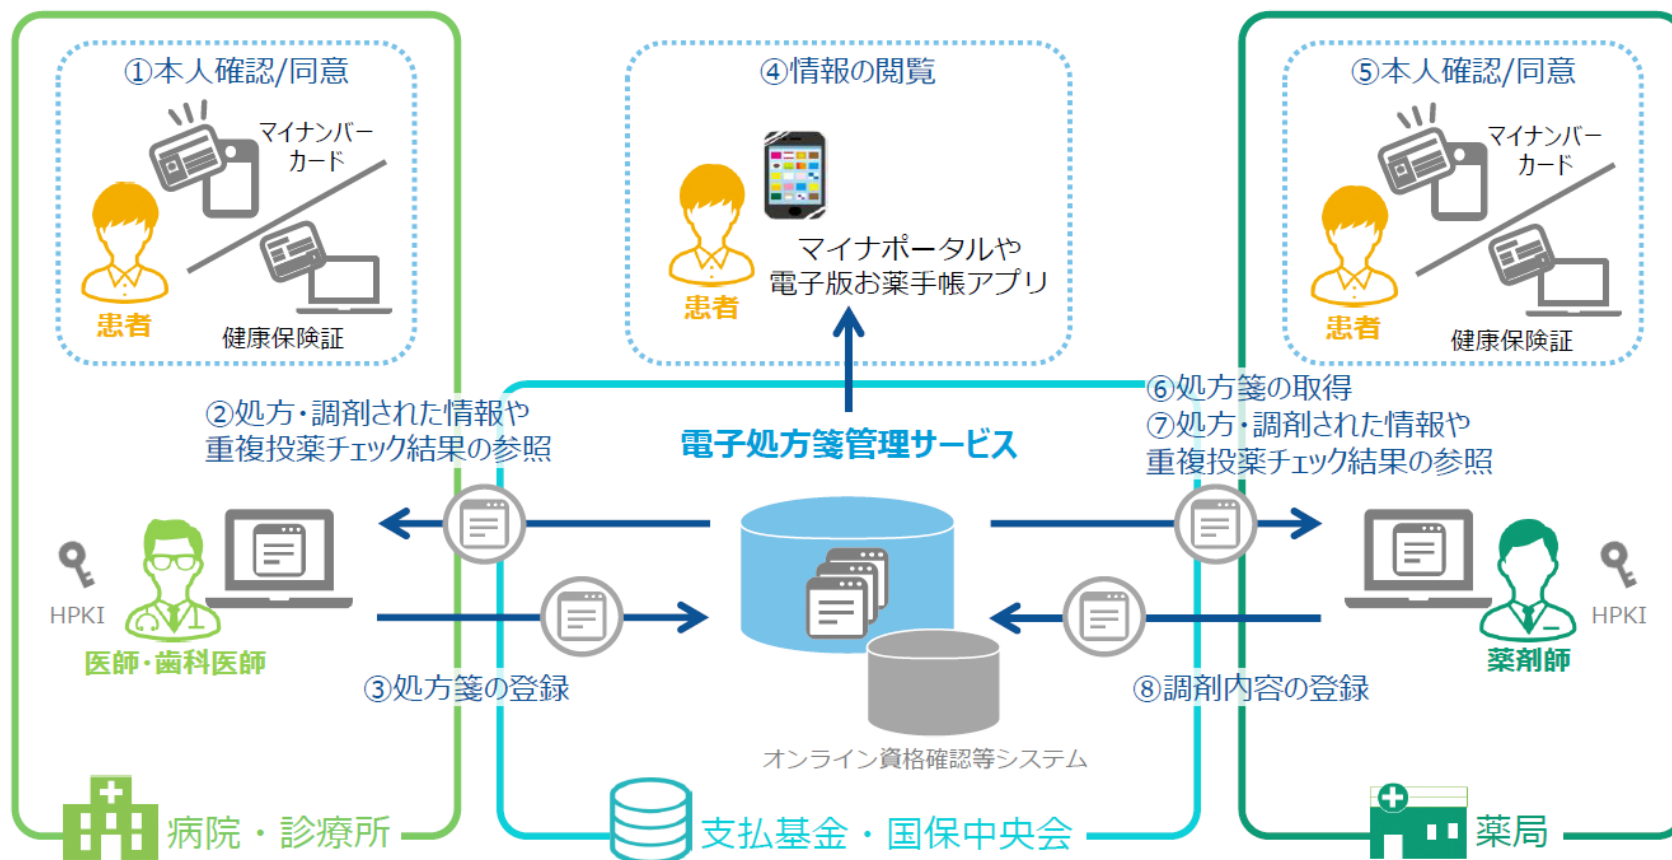 ①本人確認/同意
マイナンバー
カード
患者
健康保険証
④情報の閲覧
マイナポータルや
電子版お薬手帳アプリ
患者
⑤本人確認/同意
マイナンバー
カード
患者
健康保険証
②処方・調剤された情報や
重複投薬チェック結果の参照
電子処方箋管理サービス
⑥処方箋の取得
⑦処方・調剤された情報や
重複投薬チェック結果の参照
HPKI
医師・歯科医師
③処方箋の登録
オンライン資格確認等システム
⑧調剤内容の登録
薬剤師
HPKI
病院・診療所
支払基金・国保中央会
薬局